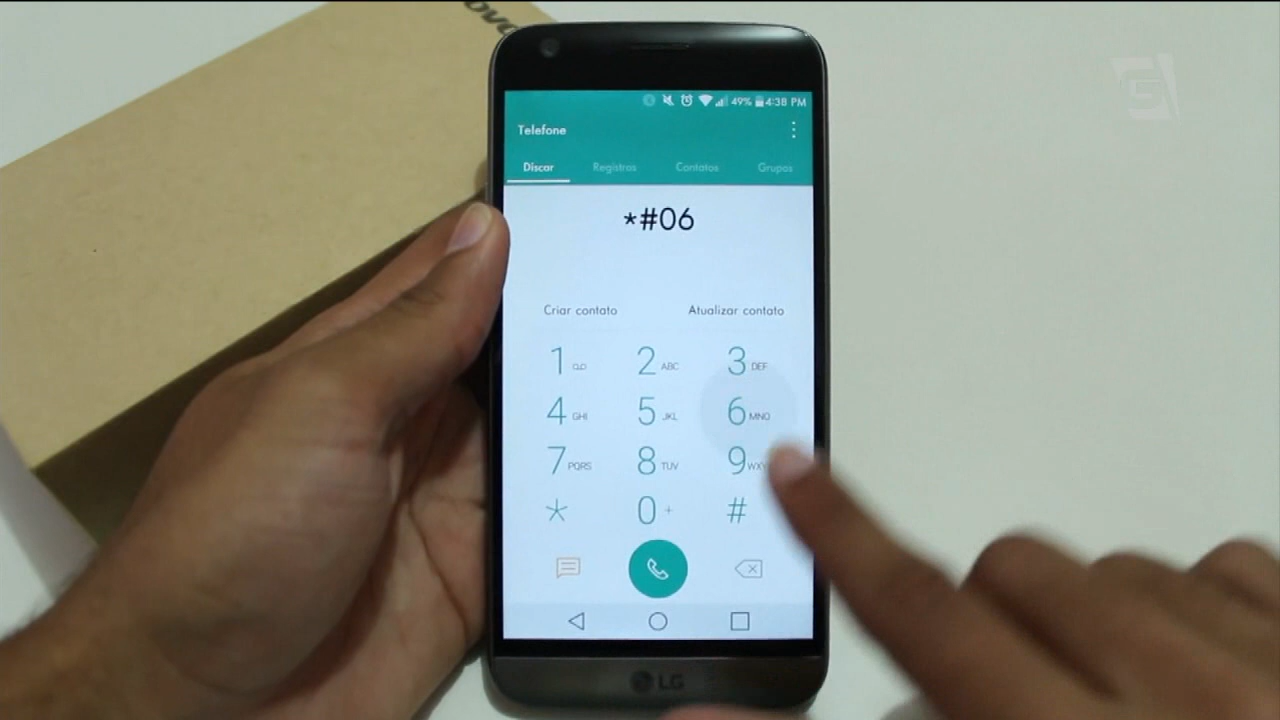 49% 4:38 PM
Telefone
Discar Registros Contatos Grupos
*#06
Criar contato Atualizar contato
1 2 ABC 3 DEF
4 GHI 5 JKL 6 MNO
7 PQRS 8 TUV 9 WXY
* 0 + #
LG